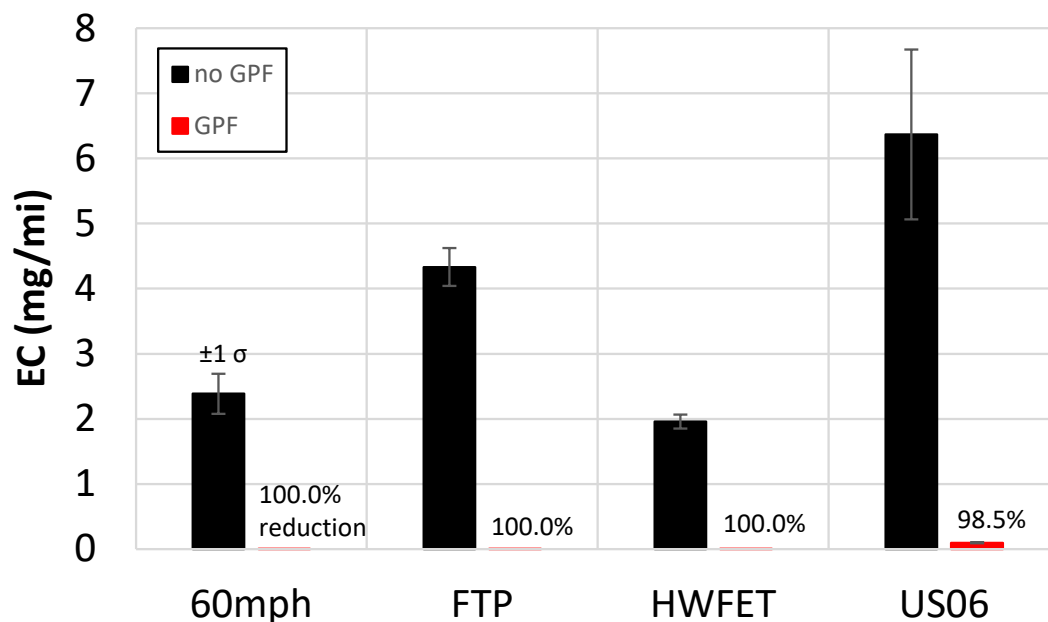 EC (mg/mi)
8
7
6
5
4
3
2
1
0
no GPF
GPF
±1 σ
100.0%
reduction
100.0%
100.0%
98.5%
60mph
FTP
HWFET
US06